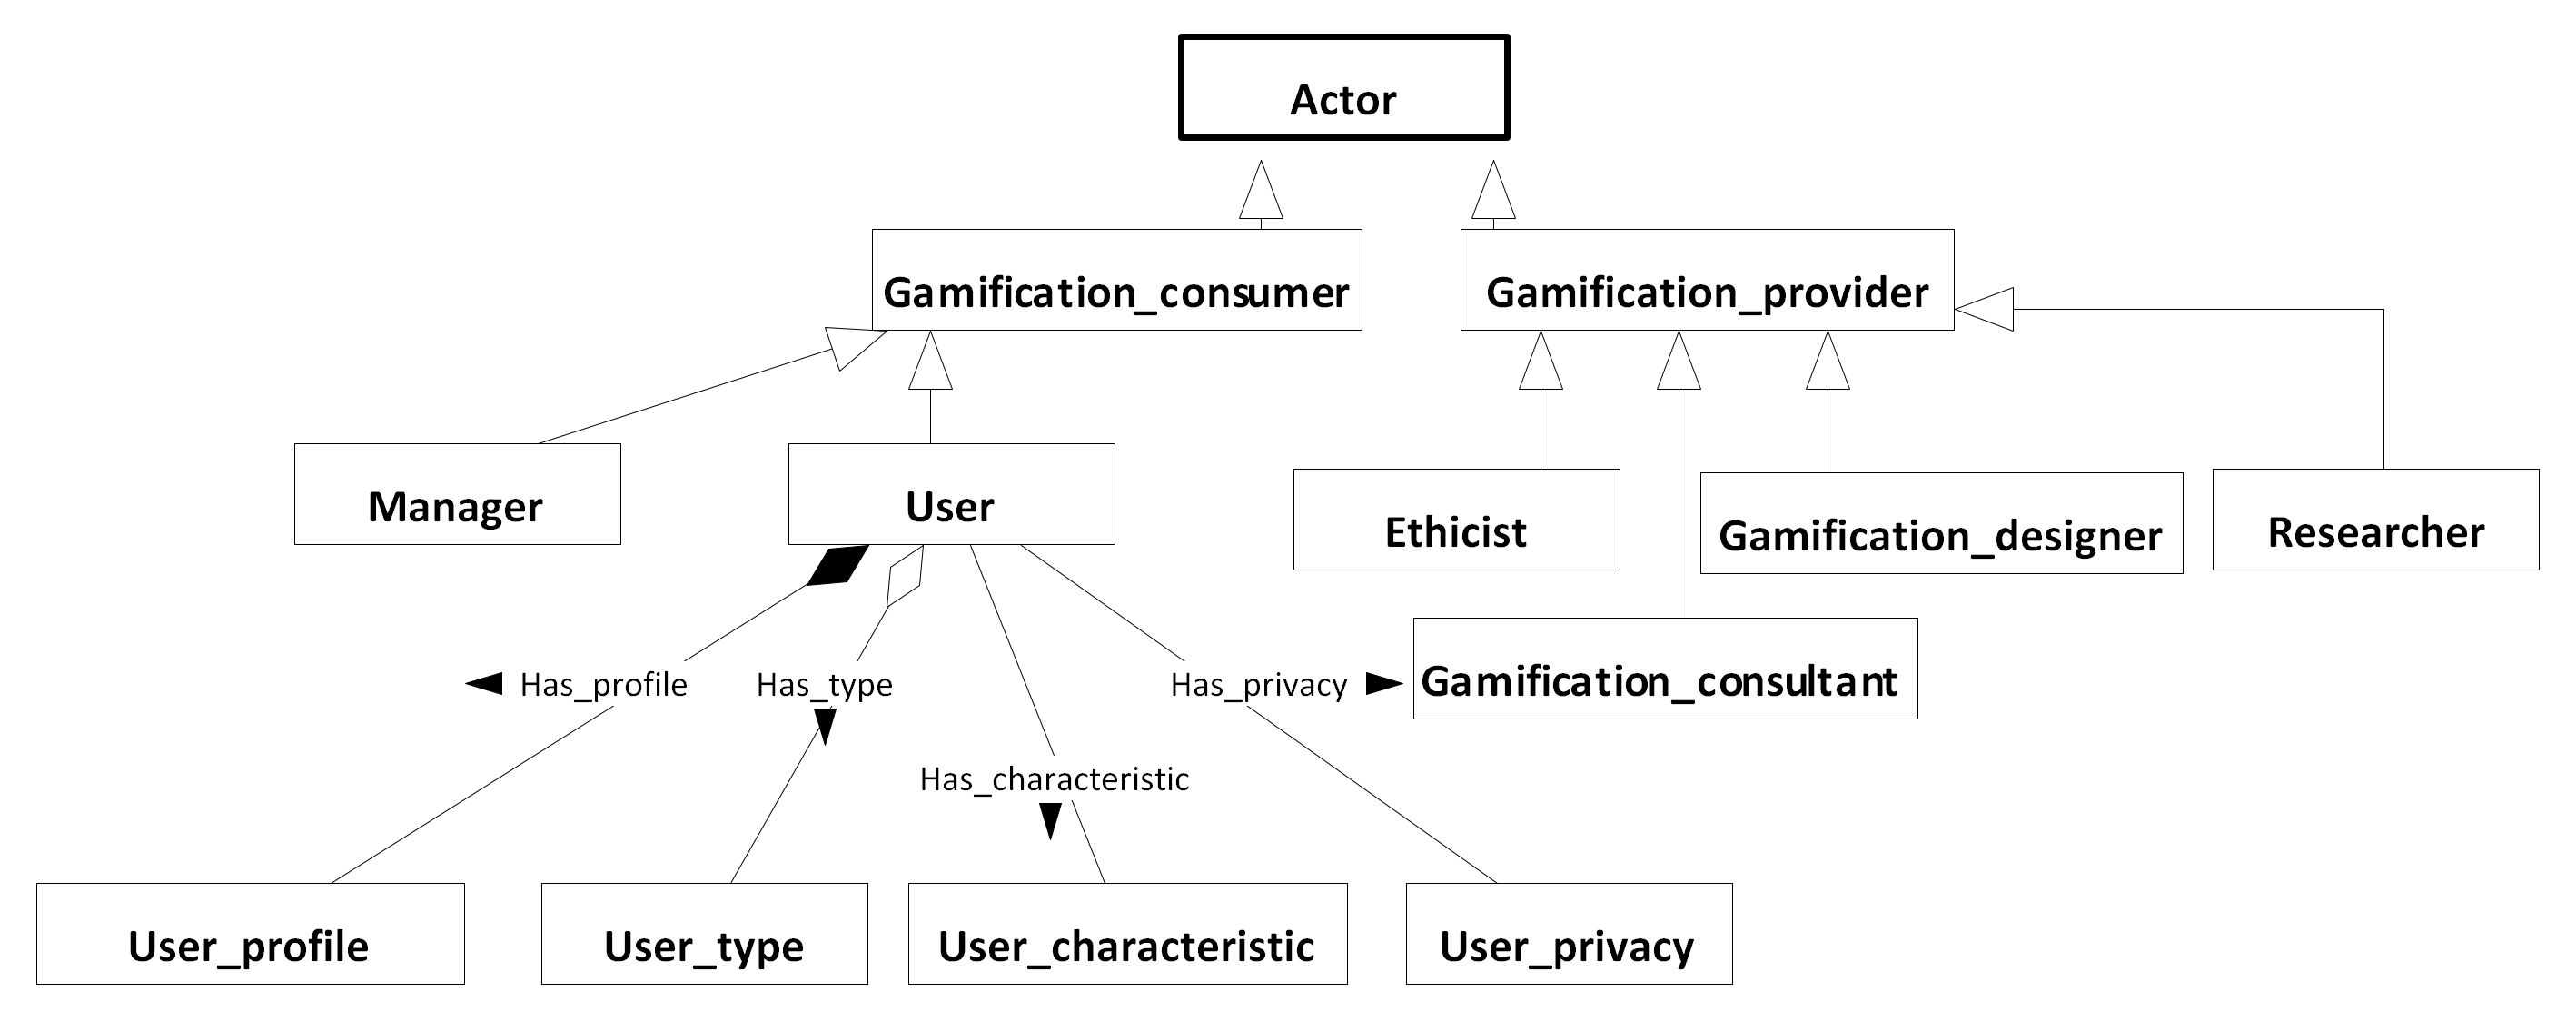 Actor
Gamification_consumer
Gamification_provider
Manager
User
Ethicist
Gamification_designer
Researcher
Has_profile
Has_type
Has_privacy
Gamification_consultant
Has_characteristic
User_profile
User_type
User_characteristic
User_privacy